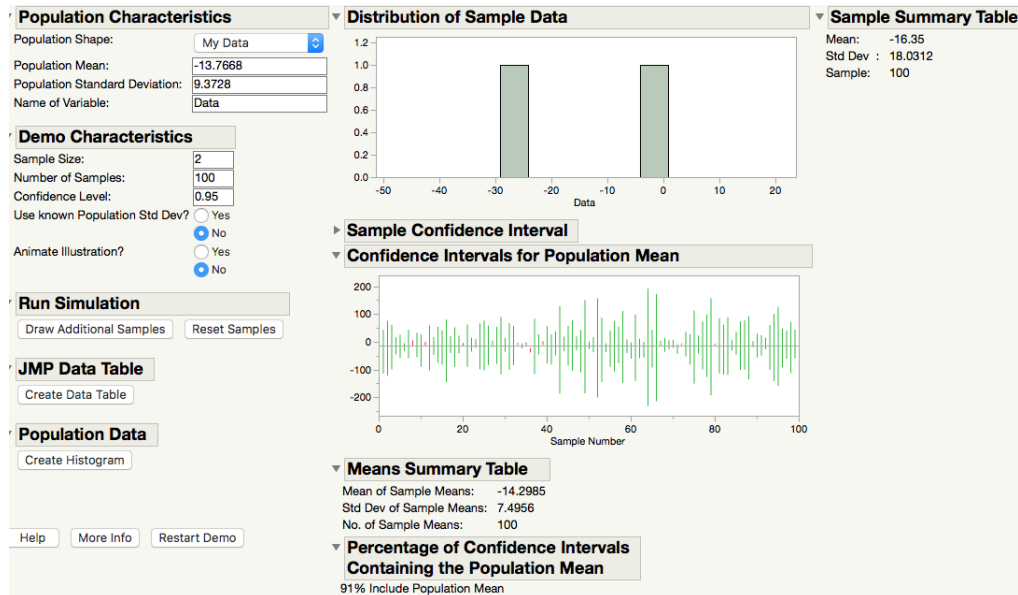 Population Characteristics
Population Shape: My Data
Population Mean: -13.7668
Population Standard Deviation: 9.3728
Name of Variable: Data
Demo Characteristics
Sample Size: 2
Number of Samples: 100
Confidence Level: 0.95
Use known Population Std Dev? Yes
No
Animate Illustration? Yes
No
Run Simulation
Draw Additional Samples Reset Samples
JMP Data Table
Create Data Table
Population Data
Create Histogram
Help More Info Restart Demo
Distribution of Sample Data
1.2
1.0
0.8
0.6
0.4
0.2
0.0
-50 -40 -30 -20 -10 0 10 20
Data
Sample Confidence Interval
Confidence Intervals for Population Mean
200
100
0
-100
-200
0 20 40 60 80 100
Sample Number
Means Summary Table
Mean of Sample Means: -14.2985
Std Dev of Sample Means: 7.4956
No. of Sample Means: 100
Percentage of Confidence Intervals
Containing the Population Mean
91% Include Population Mean
Sample Summary Table
Mean: -16.35
Std Dev : 18.0312
Sample: 100